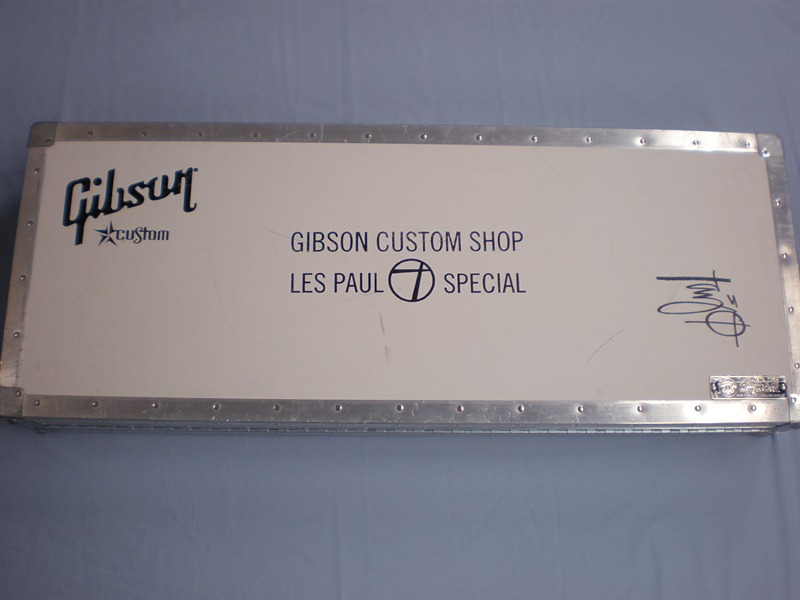 Gibson
custom
GIBSON CUSTOM SHOP
LES PAUL SPECIAL